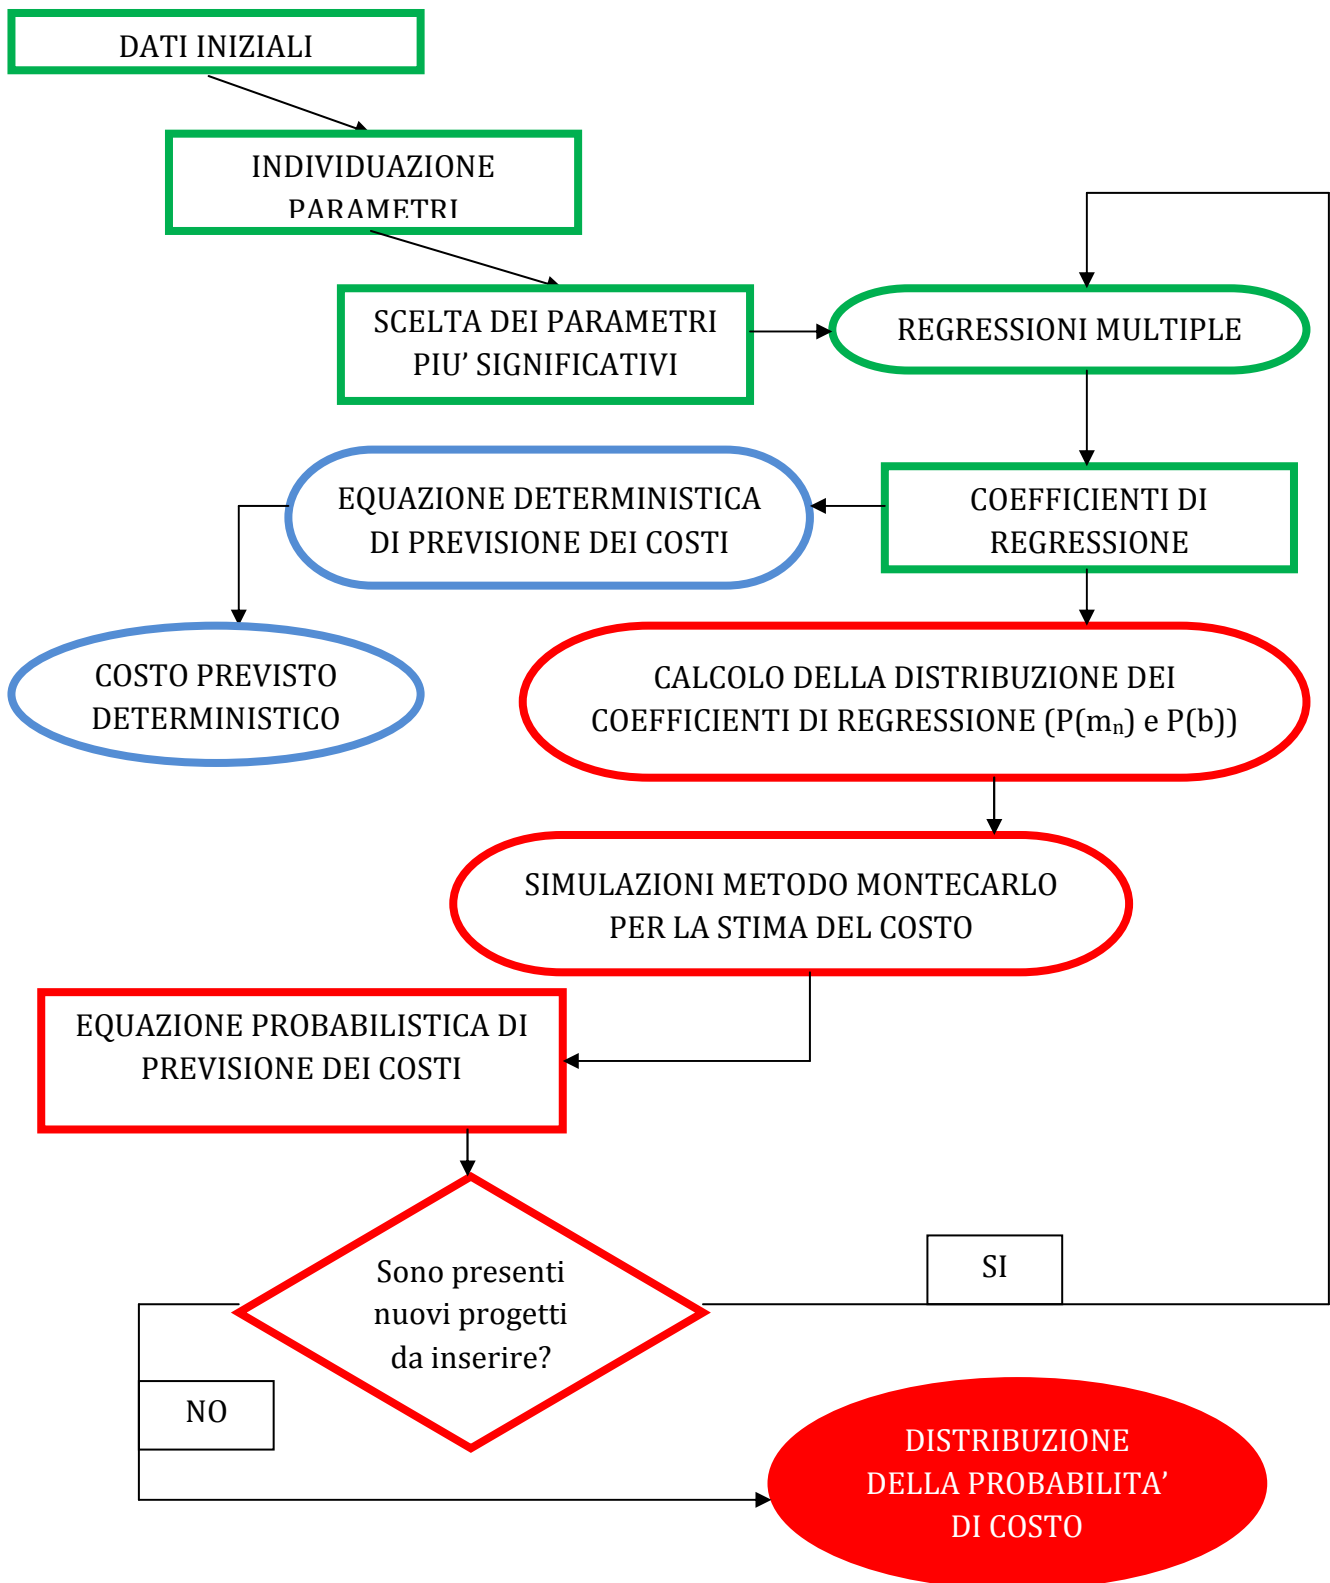 DATI INIZIALI
INDIVIDUAZIONE
PARAMETRI
SCELTA DEI PARAMETRI
PIU’ SIGNIFICATIVI
REGRESSIONI MULTIPLE
EQUAZIONE DETERMINISTICA
DI PREVISIONE DEI COSTI
COEFFICIENTI DI
REGRESSIONE
COSTO PREVISTO
DETERMINISTICO
CALCOLO DELLA DISTRIBUZIONE DEI
COEFFICIENTI DI REGRESSIONE (P(mₙ) e P(b))
SIMULAZIONI METODO MONTECARLO
PER LA STIMA DEL COSTO
EQUAZIONE PROBABILISTICA DI
PREVISIONE DEI COSTI
Sono presenti
nuovi progetti
da inserire?
SI
NO
DISTRIBUZIONE
DELLA PROBABILITA’
DI COSTO